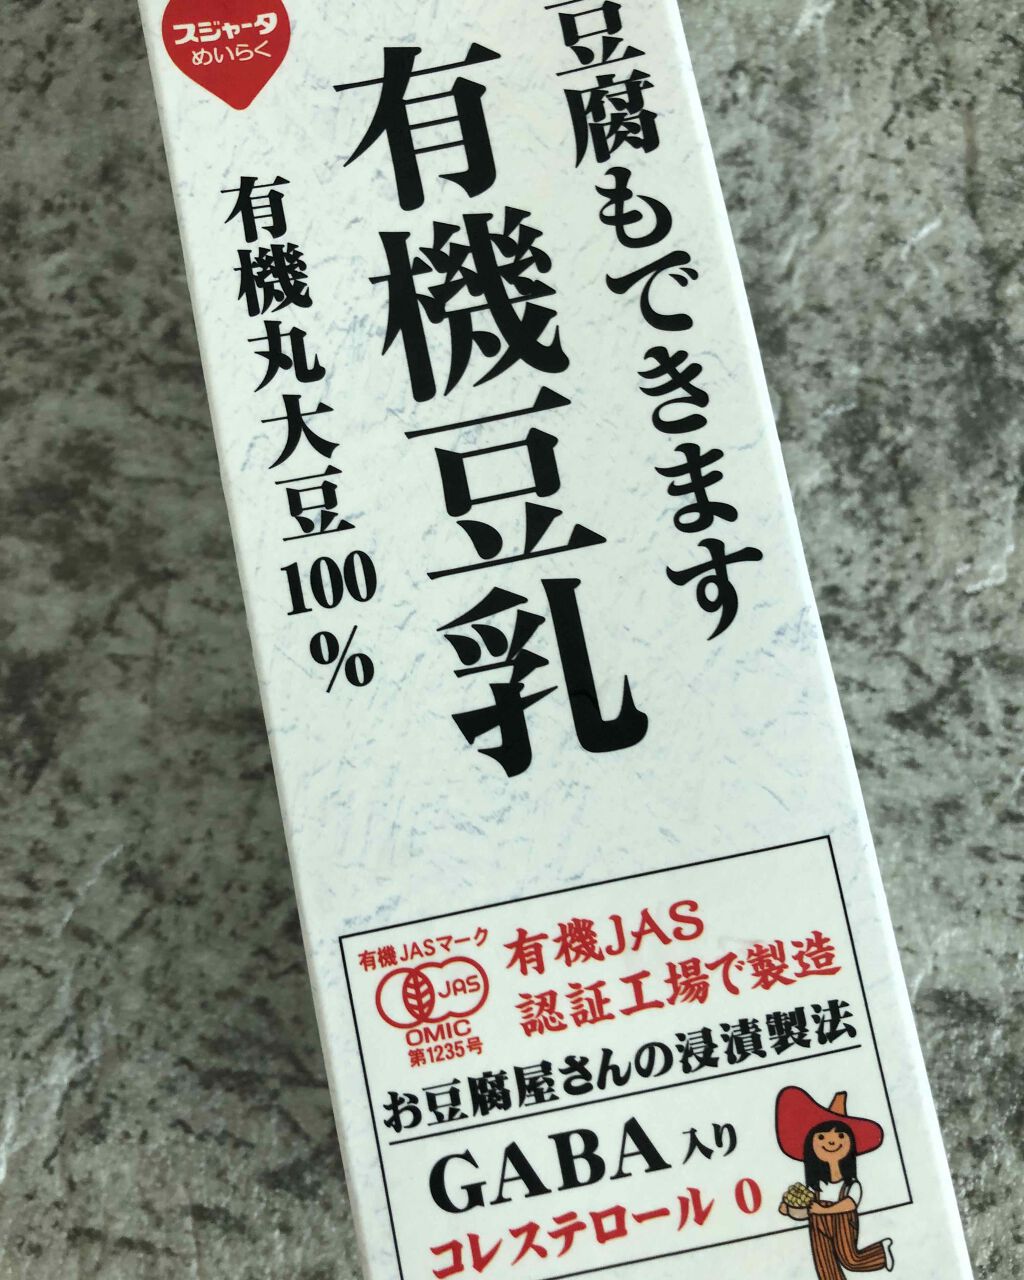 スジャータ
めいらく
豆腐もできます
有機豆乳
有機丸大豆100%
有機JASマーク
JAS
OMIC
第1235号
有機JAS
認証工場で製造
お豆腐屋さんの浸漬製法
GABA入り
コレステロール 0